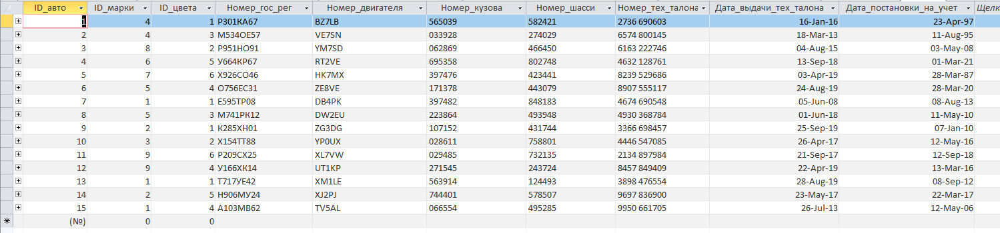 ID_авто ID_марки ID_цвета Номер_гос_рег Номер_двигателя Номер_кузова Номер_шасси Номер_тех_талона Дата_выдачи_тех_талона Дата_постановки_на_учет Щелк
1 4 1 Р301КА67 BZ7LB 565039 582421 2736 690603 16-Jan-16 23-Apr-97
2 4 3 М534ОЕ57 VE7SN 033928 274029 6574 800145 18-Mar-13 11-Aug-95
3 8 2 Р951НО91 YM7SD 062869 466450 6163 222746 04-Aug-15 03-May-08
4 6 5 У664КР67 RT2VE 695358 802748 4632 128761 13-Sep-18 01-Mar-21
5 7 6 Х926СО46 HK7MX 397476 423441 8239 529686 03-Apr-19 28-Mar-87
6 5 4 О756ЕС31 ZE8VE 171378 443079 8907 555117 24-Aug-19 28-Mar-20
7 1 1 Е595ТР08 DB4PK 397482 848183 4674 690548 05-Jun-08 08-Aug-13
8 5 3 М741РК12 DW2EU 223864 493948 4930 368784 01-Jun-18 11-May-10
9 2 1 К285ХН01 ZG3DG 107152 431744 3366 698457 25-Sep-19 07-Jan-10
10 3 2 Х154ТТ88 YP0UX 028611 758801 4446 547085 26-Apr-17 12-May-16
11 9 6 Р209СХ25 XL7VW 029485 732135 2134 897984 21-Sep-17 12-Sep-18
12 9 4 У166ХК14 UT1KP 271545 243724 8457 849409 22-Apr-19 13-Mar-16
13 1 1 Т717УЕ42 XM1LE 563914 124493 3898 476554 28-Aug-19 08-Sep-12
14 2 5 Н906МУ24 XJ2PJ 744401 578507 9697 836900 23-May-17 22-Mar-17
15 1 4 А103МВ62 TV5AL 066554 495285 9950 661705 26-Jul-13 12-May-06
(№) 0 0